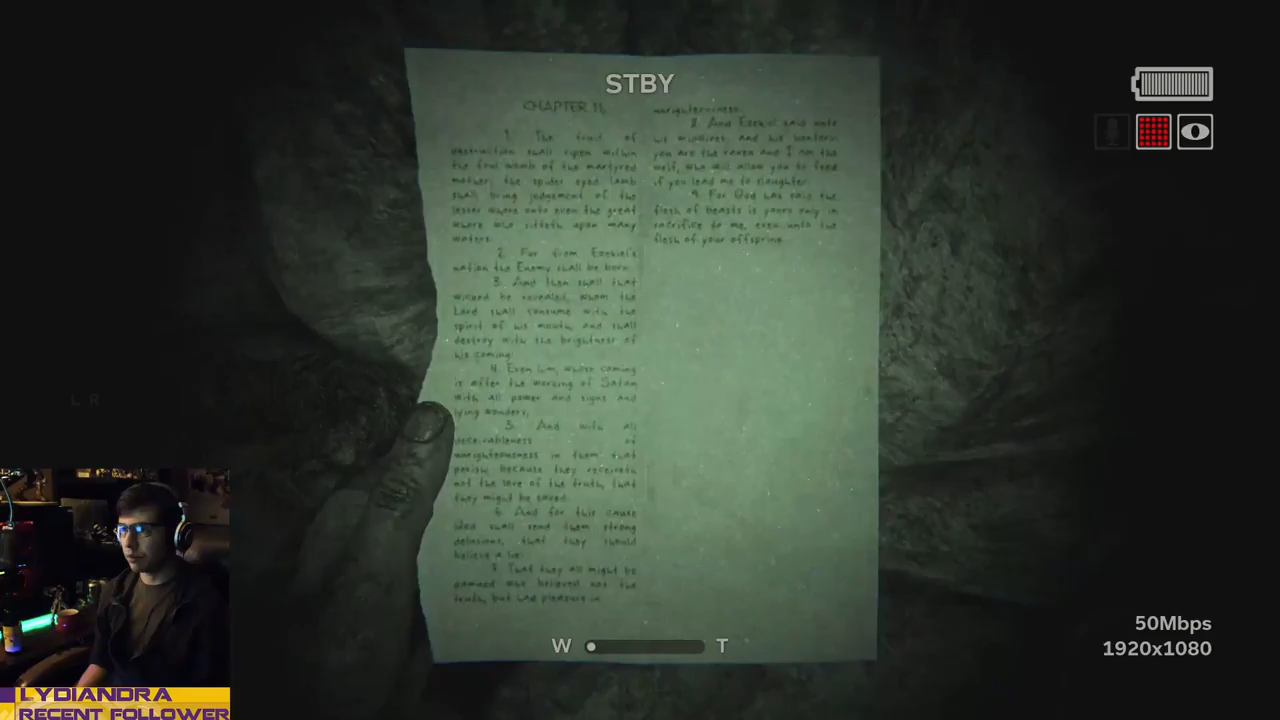 STBY
CHAPTER 11
1. The fruit of
destruction shall ripen within
the foul womb of the martyred
mother; the spider eyed lamb
shall bring judgement of the
lesser whore onto even the great
whore who sitteth upon many
waters.
2. For from Ezekiel's
nation the Enemy shall be born.
3. And then shall that
wicked be revealed, whom the
Lord shall consume with the
spirit of his mouth, and shall
destroy with the brightness of
his coming:
4. Even him, whose coming
is after the working of Satan
with all power and signs and
lying wonders,
5. And with all
deceivableness of
unrighteousness in them that
perish; because they received
not the love of the truth, that
they might be saved.
6. And for this cause
God shall send them strong
delusions, that they should
believe a lie:
7. That they all might be
damned who believed not the
truth, but had pleasure in
unrighteousness.
8. And Ezekiel said unto
his ministers and his hunters:
you are the raven and I am the
wolf, who will allow you to feed
if you lead me to slaughter.
9. For God has said the
flesh of beasts is yours only in
sacrifice to me, even unto the
flesh of your offspring.
L R
W T
50Mbps
1920x1080
LYDIANDRA
RECENT FOLLOWER